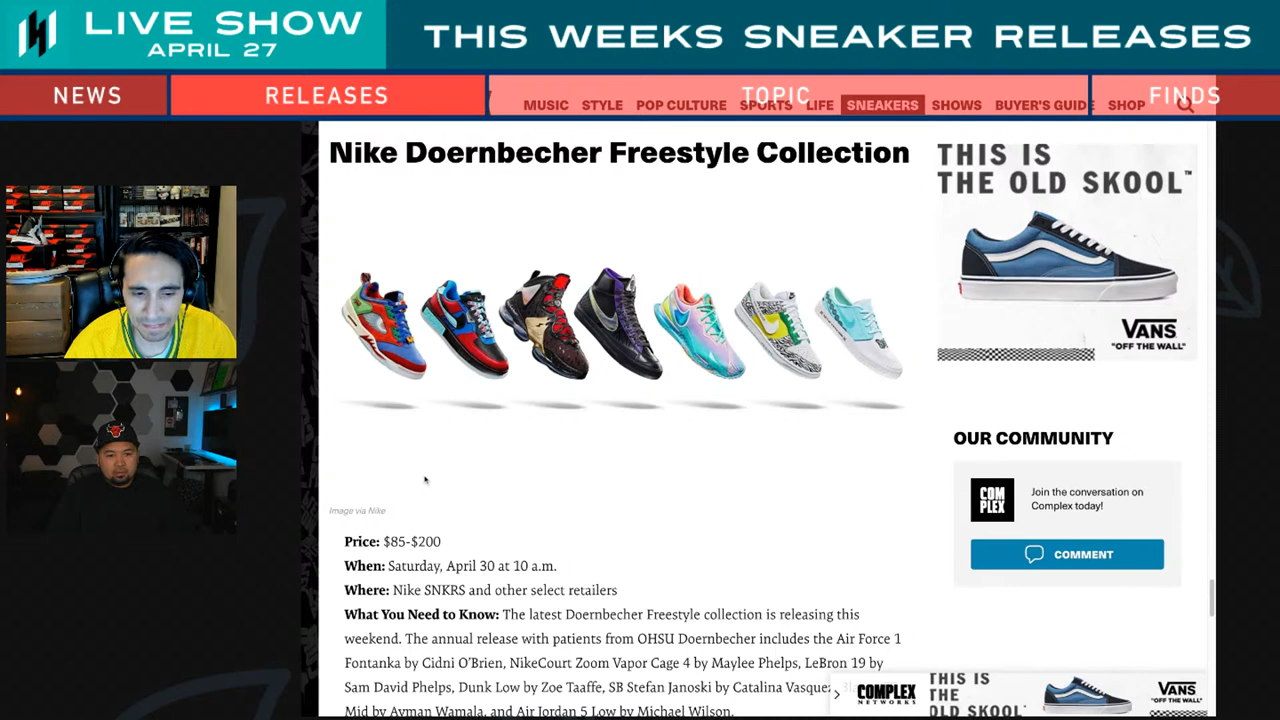 LIVE SHOW
APRIL 27
THIS WEEKS SNEAKER RELEASES
NEWS
RELEASES
TOPIC
FINDS
MUSIC STYLE POP CULTURE SPORTS LIFE SNEAKERS SHOWS BUYER'S GUIDE SHOP
Nike Doernbecher Freestyle Collection
THIS IS
THE OLD SKOOL™
VANS
"OFF THE WALL"
Image via Nike
OUR COMMUNITY
COM
PLEX
Join the conversation on
Complex today!
COMMENT
Price: $85-$200
When: Saturday, April 30 at 10 a.m.
Where: Nike SNKRS and other select retailers
What You Need to Know: The latest Doernbecher Freestyle collection is releasing this
weekend. The annual release with patients from OHSU Doernbecher includes the Air Force 1
Fontanka by Cidni O'Brien, NikeCourt Zoom Vapor Cage 4 by Maylee Phelps, LeBron 19 by
Sam David Phelps, Dunk Low by Zoe Taaffe, SB Stefan Janoski by Catalina Vasquez
Mid by Ayman Wamala, and Air Jordan 5 Low by Michael Wilson.
COMPLEX
NETWORKS
THIS IS
THE
OLD SKOOL
VANS
"OFF THE WALL"